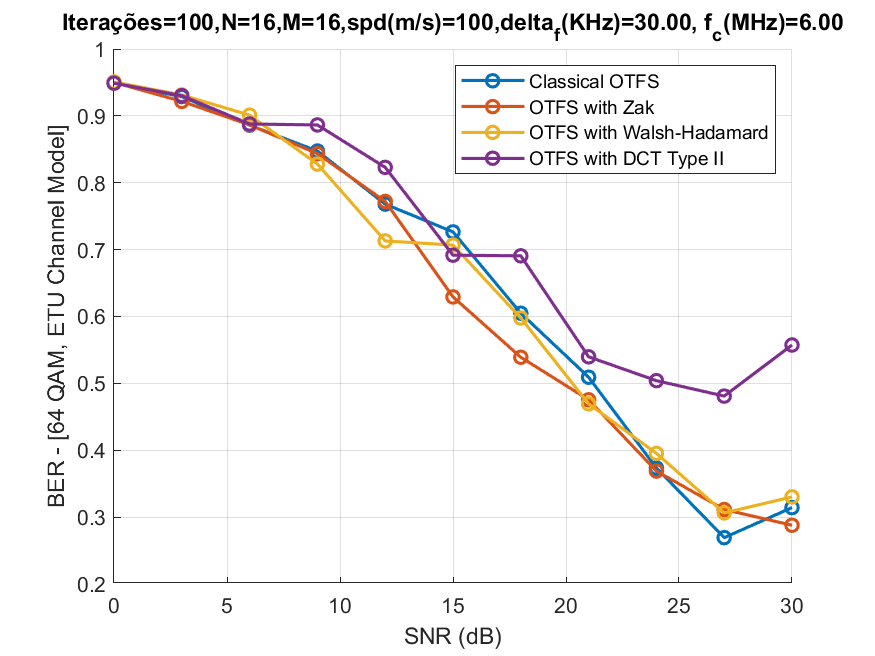 Iterações=100,N=16,M=16,spd(m/s)=100,delta_f(KHz)=30.00, f_c(MHz)=6.00
1
0.9
0.8
0.7
0.6
0.5
0.4
0.3
0.2
BER - [64 QAM, ETU Channel Model]
Classical OTFS
OTFS with Zak
OTFS with Walsh-Hadamard
OTFS with DCT Type II
0 5 10 15 20 25 30
SNR (dB)